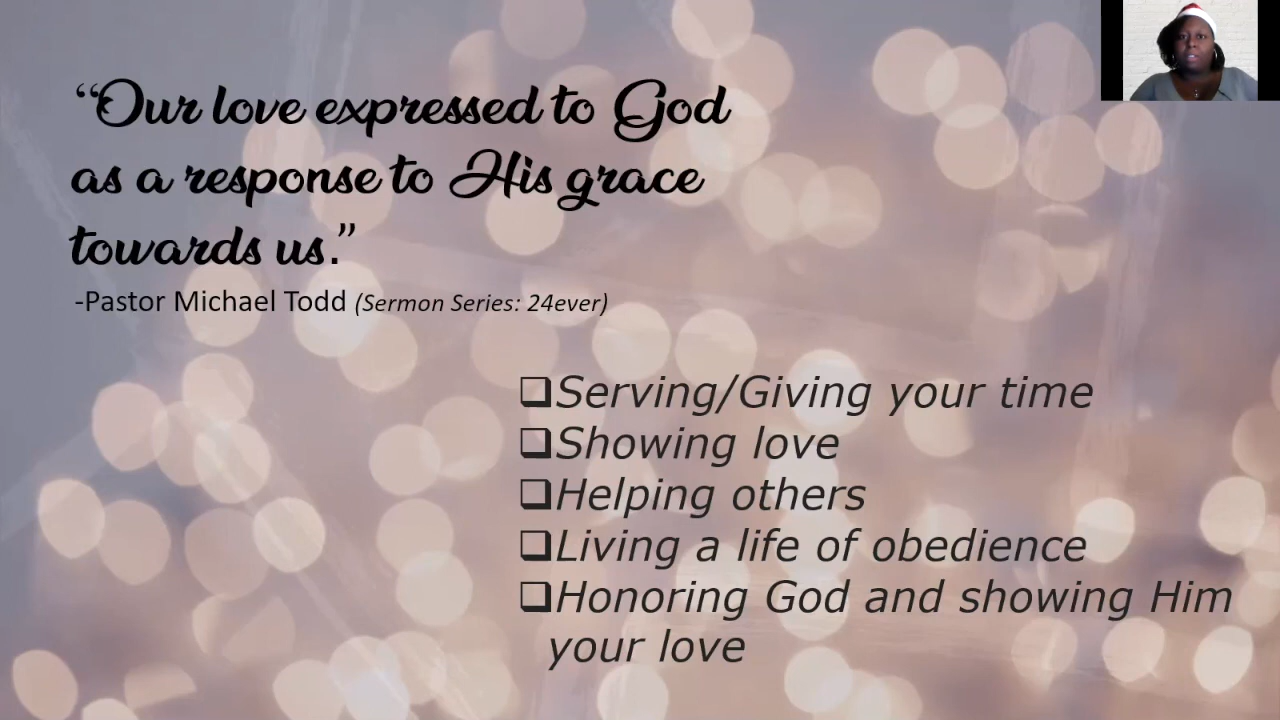 “Our love expressed to God
as a response to His grace
towards us.”
-Pastor Michael Todd (Sermon Series: 24ever)
❑Serving/Giving your time
❑Showing love
❑Helping others
❑Living a life of obedience
❑Honoring God and showing Him
your love